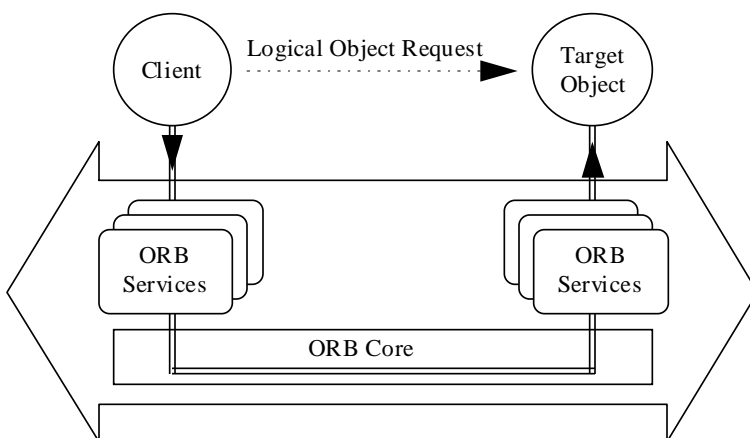 Logical Object Request
Client
Target
Object
ORB
Services
ORB
Services
ORB Core